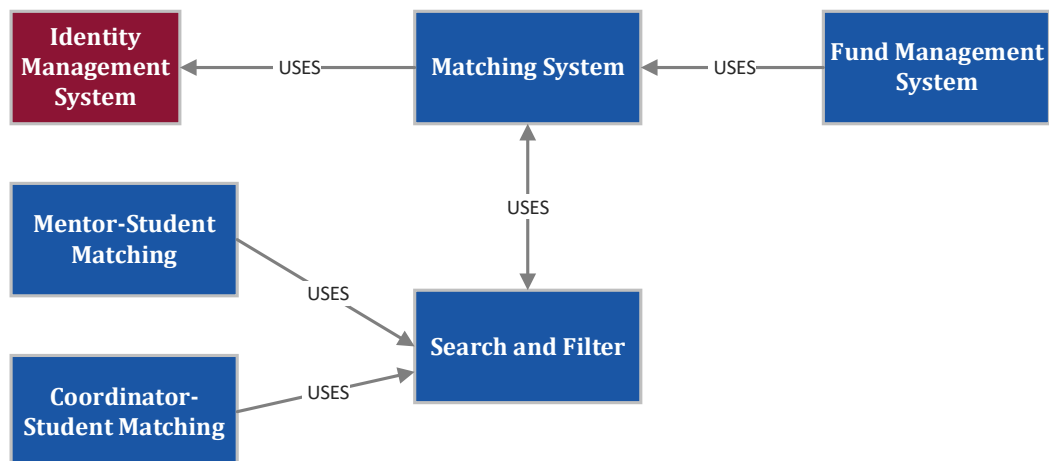 Identity
Management
System
USES
Matching System
USES
Fund Management
System
USES
Mentor-Student
Matching
USES
Search and Filter
Coordinator-
Student Matching
USES